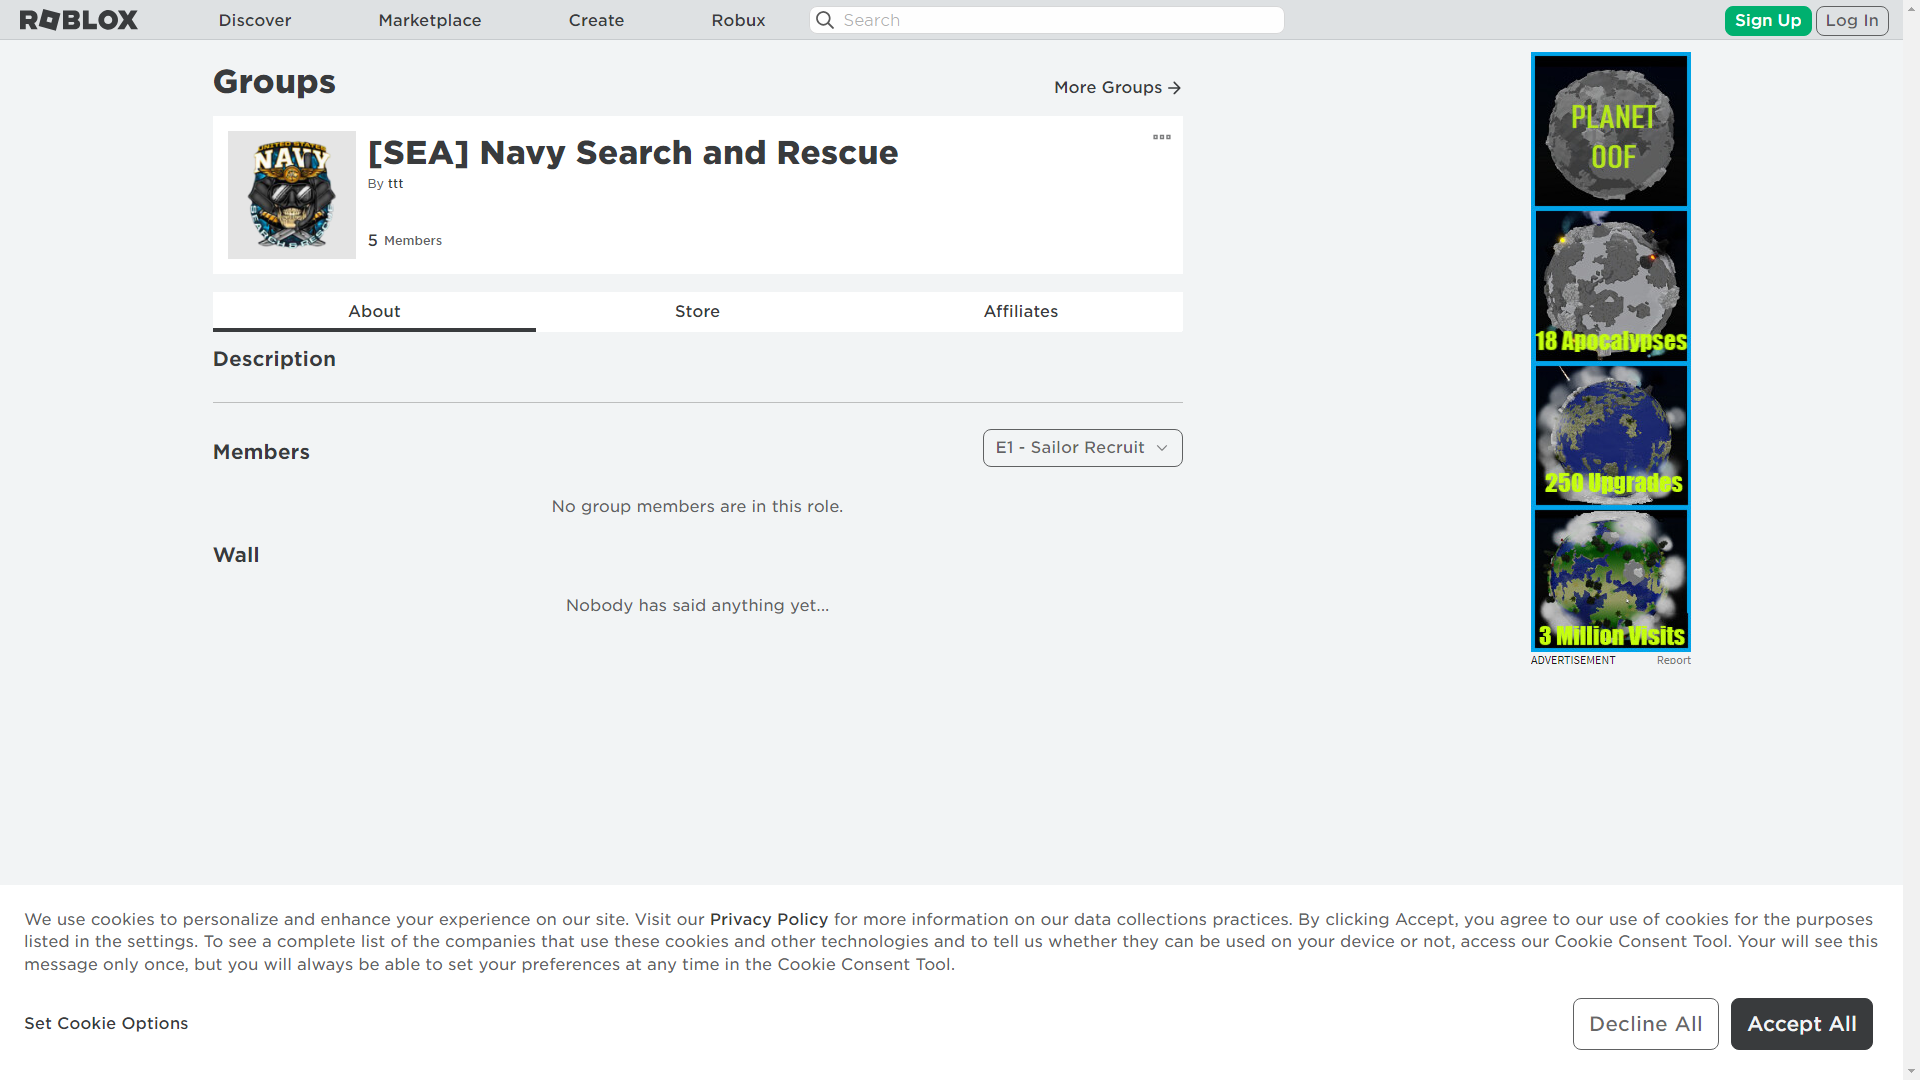 ROBLOX
Discover
Marketplace
Create
Robux
Search
Sign Up
Log In
Groups
More Groups
UNITED STATES
NAVY
[SEA] Navy Search and Rescue
By ttt
5 Members
About
Store
Affiliates
Description
Members
E1 - Sailor Recruit
No group members are in this role.
Wall
Nobody has said anything yet...
PLANET
OOF
18 Apocalypses
250 Upgrades
3 Million Visits
ADVERTISEMENT
Report
We use cookies to personalize and enhance your experience on our site. Visit our Privacy Policy for more information on our data collections practices. By clicking Accept, you agree to our use of cookies for the purposes
listed in the settings. To see a complete list of the companies that use these cookies and other technologies and to tell us whether they can be used on your device or not, access our Cookie Consent Tool. Your will see this
message only once, but you will always be able to set your preferences at any time in the Cookie Consent Tool.
Set Cookie Options
Decline All
Accept All